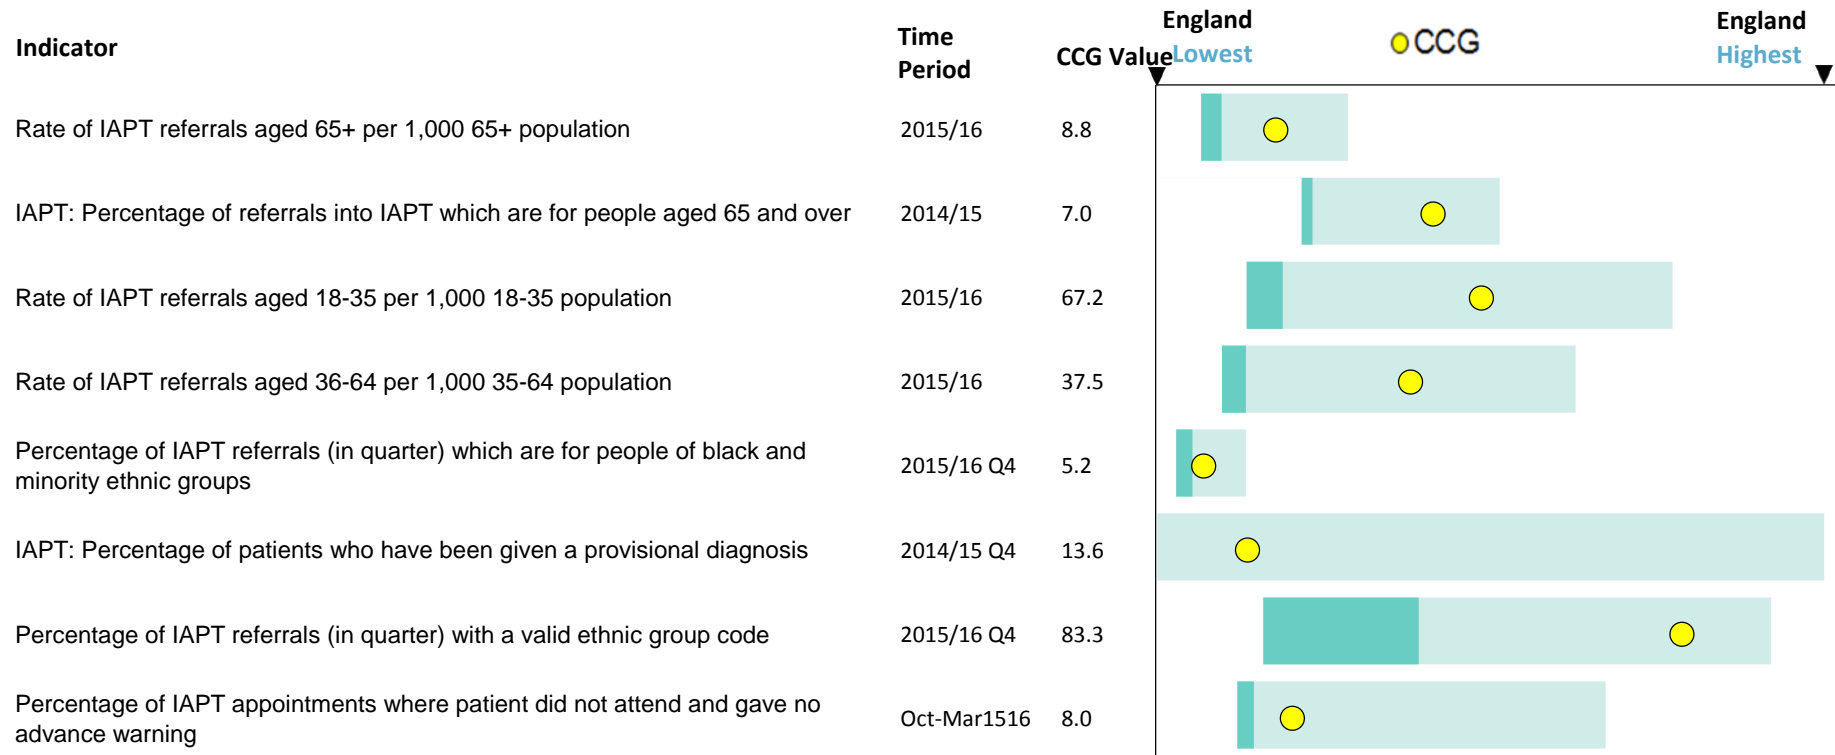 Indicator
Time
Period
CCG Value
England
Lowest
CCG
England
Highest
Rate of IAPT referrals aged 65+ per 1,000 65+ population 2015/16 8.8
IAPT: Percentage of referrals into IAPT which are for people aged 65 and over 2014/15 7.0
Rate of IAPT referrals aged 18-35 per 1,000 18-35 population 2015/16 67.2
Rate of IAPT referrals aged 36-64 per 1,000 35-64 population 2015/16 37.5
Percentage of IAPT referrals (in quarter) which are for people of black and
minority ethnic groups
2015/16 Q4 5.2
IAPT: Percentage of patients who have been given a provisional diagnosis 2014/15 Q4 13.6
Percentage of IAPT referrals (in quarter) with a valid ethnic group code 2015/16 Q4 83.3
Percentage of IAPT appointments where patient did not attend and gave no
advance warning
Oct-Mar1516 8.0